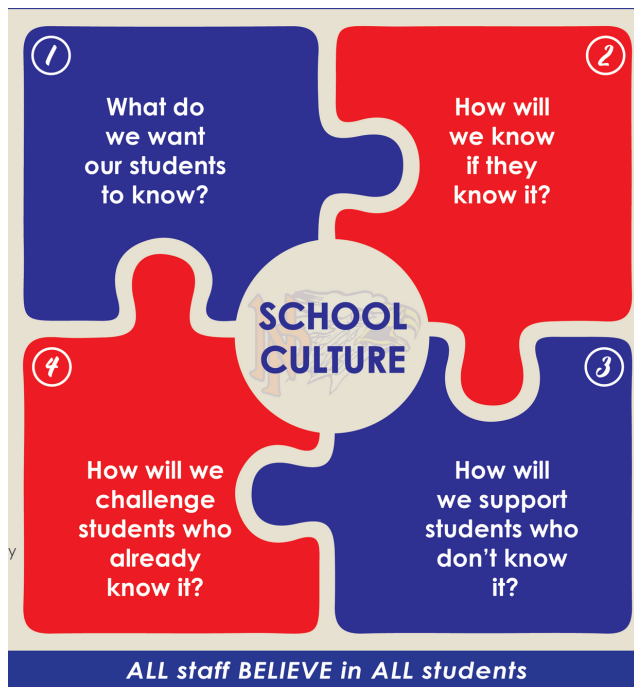 1
What do
we want
our students
to know?
2
How will
we know
if they
know it?
SCHOOL
CULTURE
4
How will we
challenge
students who
already
know it?
3
How will
we support
students who
don't know
it?
y
ALL staff BELIEVE in ALL students